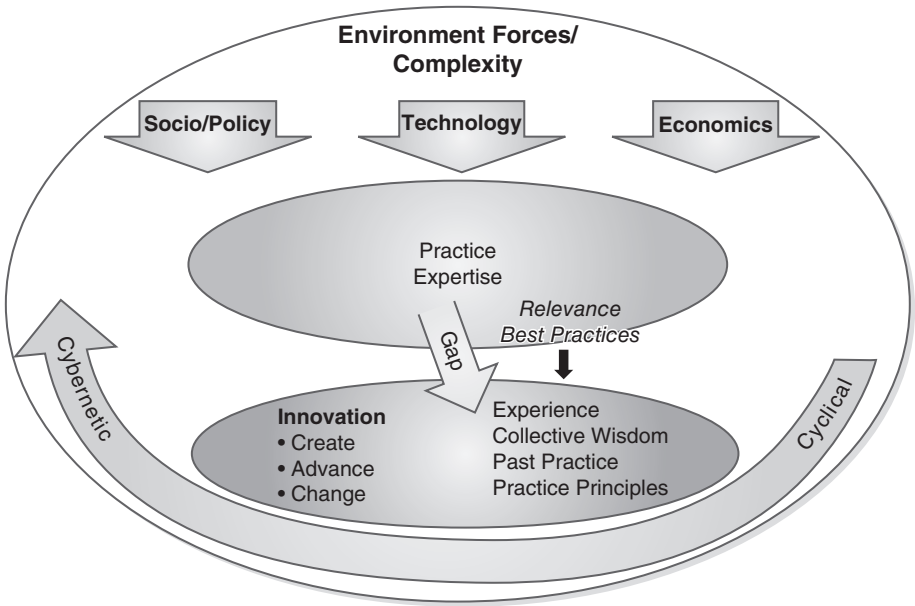 Environment Forces/
Complexity
Socio/Policy
Technology
Economics
Practice
Expertise
Relevance
Best Practices
Gap
Innovation
• Create
• Advance
• Change
Experience
Collective Wisdom
Past Practice
Practice Principles
Cybernetic
Cyclical